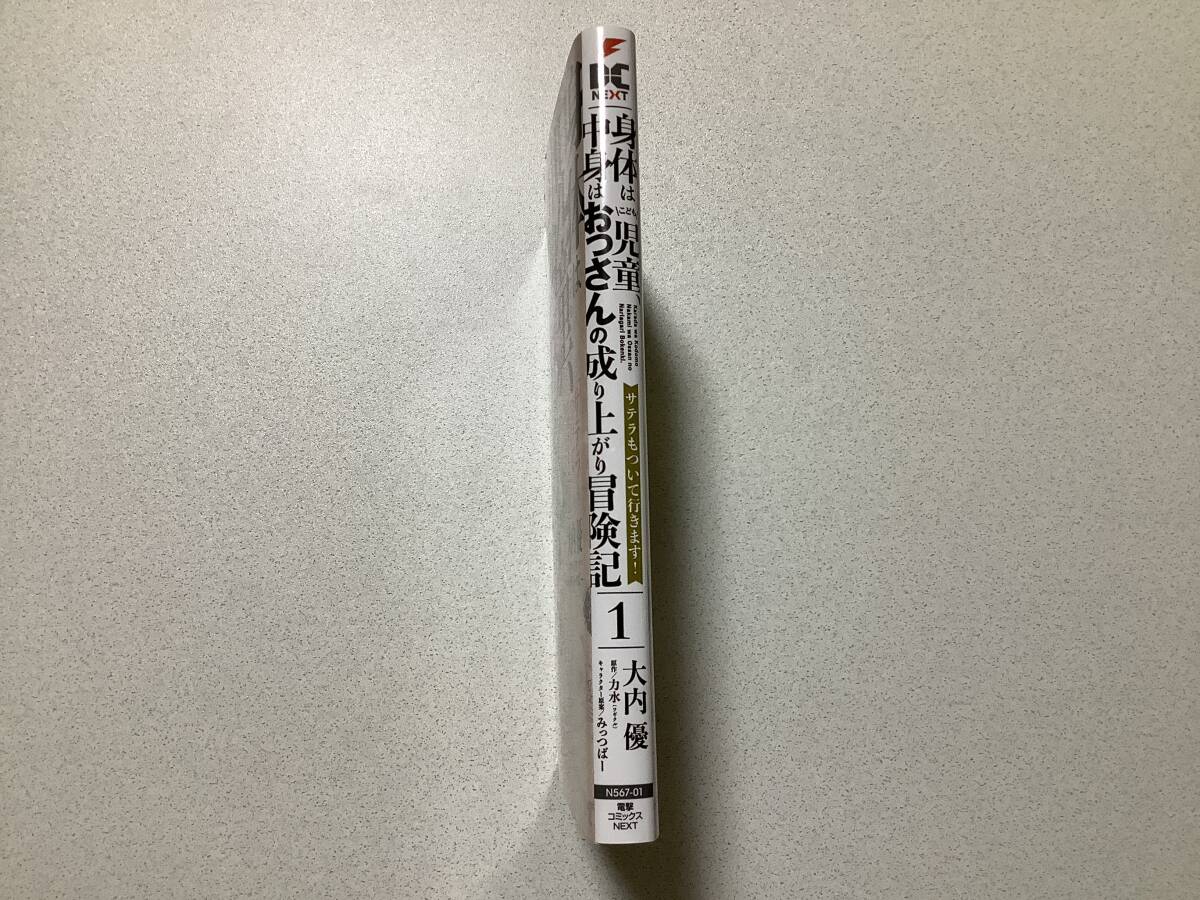 DC
NEXT
身体は児童、
こども
中身はおっさんの成り上がり冒険記
Karada wa Kodomo
Nakami wa Ossan no
Nariagari Bokenki.
サテラもついて行きます!
1
大内 優
原作/力水
キャラクター原案/みっつばー
N567-01
電撃
コミックス
NEXT